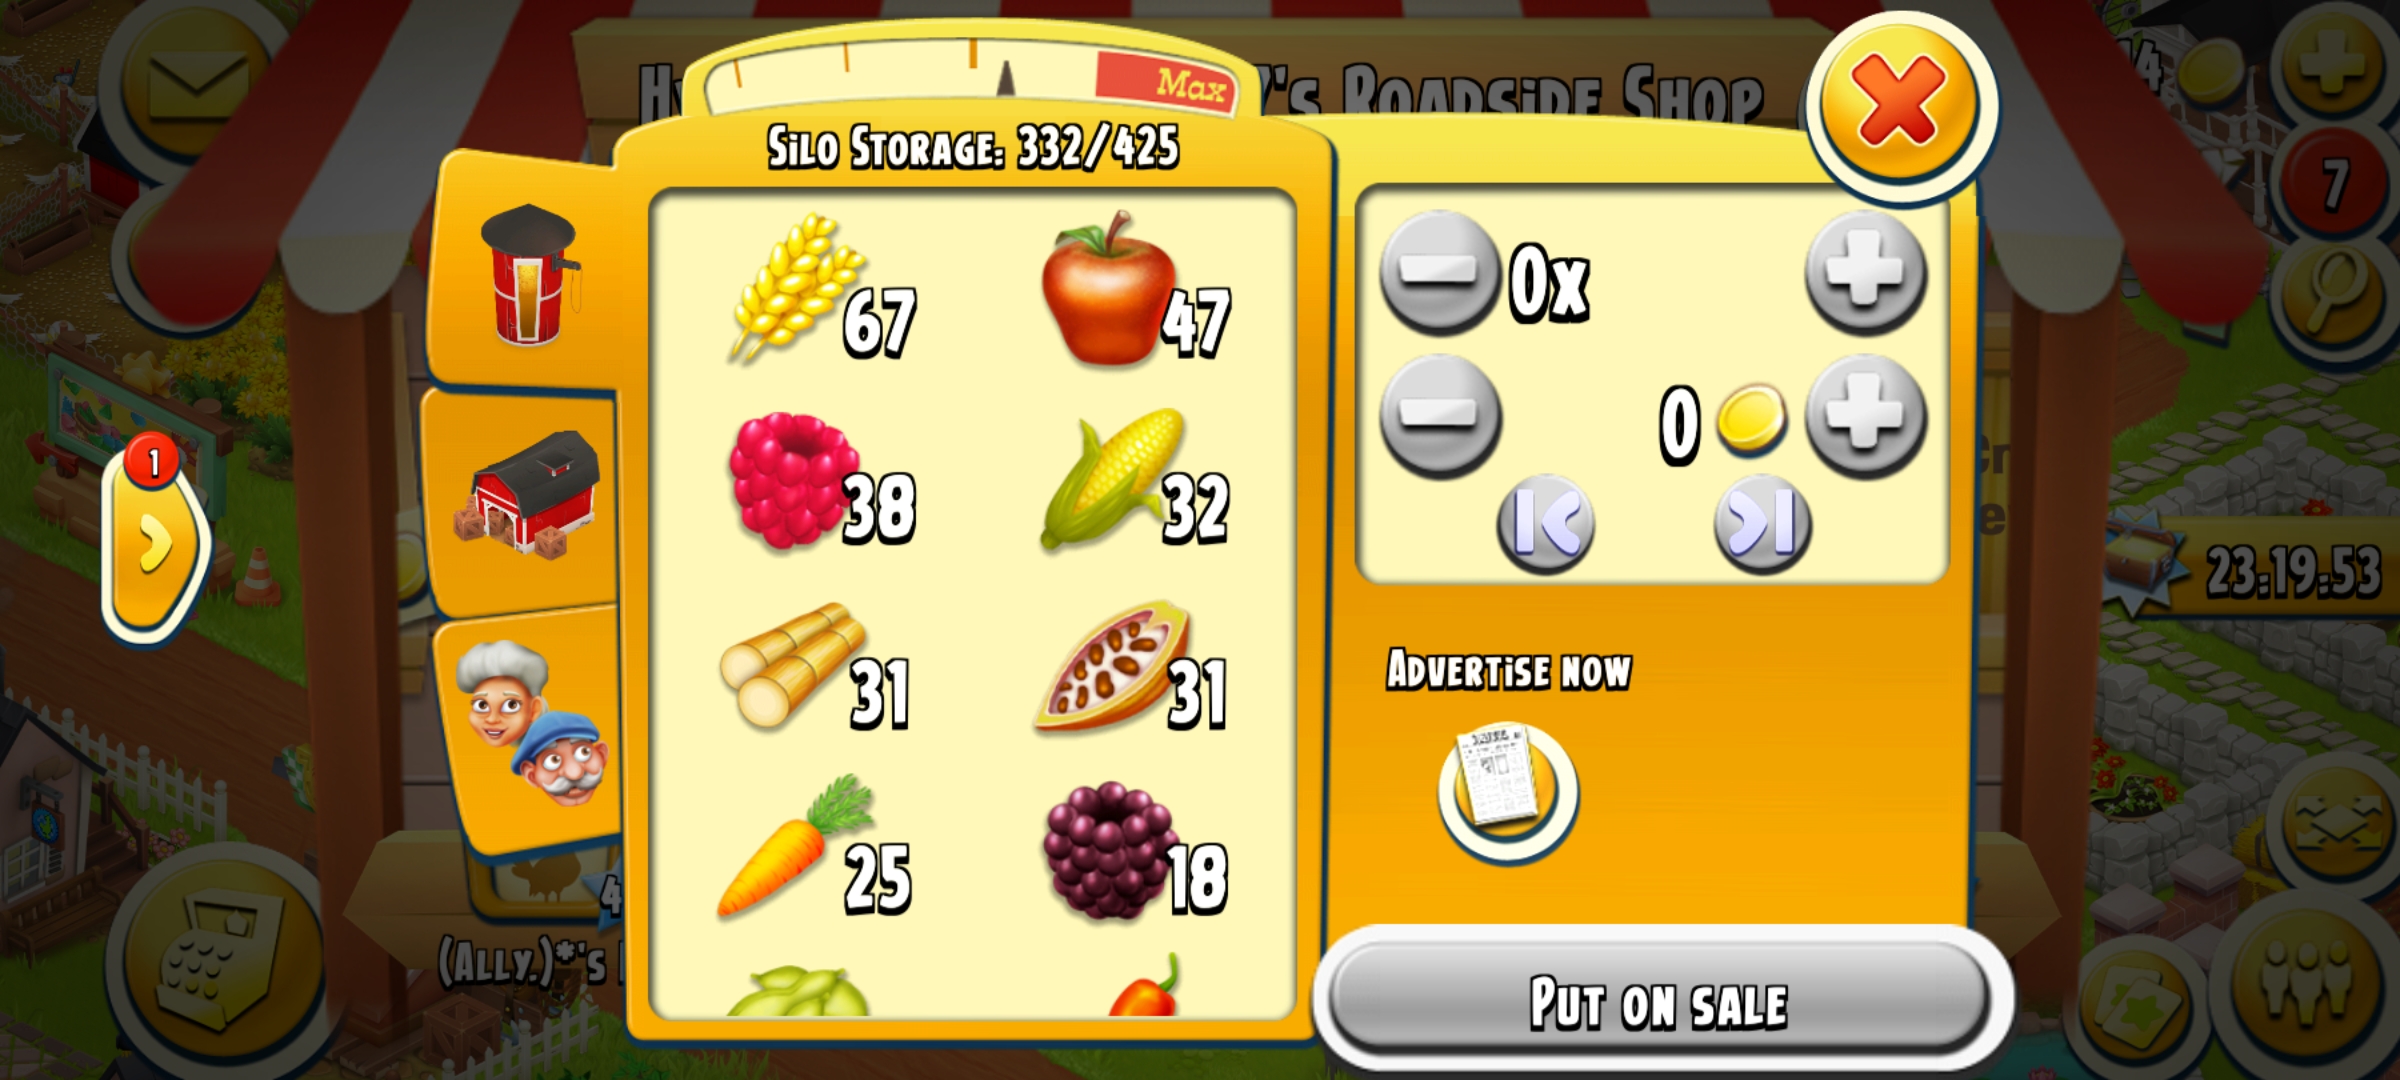 Max
's Roadside Shop
Silo Storage: 332/425
67
47
0x
7
38
32
0
1
31
31
23:19:53
Advertise now
25
18
(Ally.)*'s
Put on sale